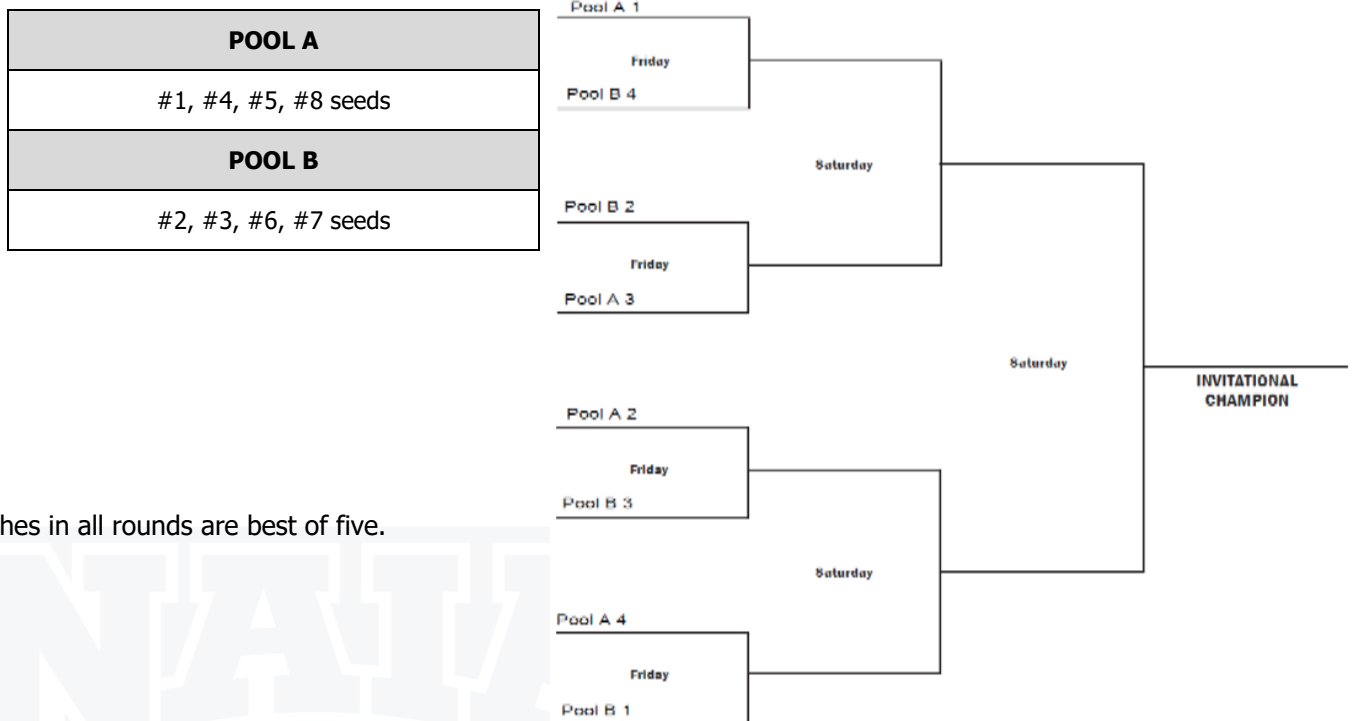 POOL A
#1, #4, #5, #8 seeds
POOL B
#2, #3, #6, #7 seeds
hes in all rounds are best of five.
Pool A 1
Friday
Pool B 4
Saturday
Pool B 2
Friday
Pool A 3
Saturday
INVITATIONAL
CHAMPION
Pool A 2
Friday
Pool B 3
Saturday
Pool A 4
Friday
Pool B 1
NAIA